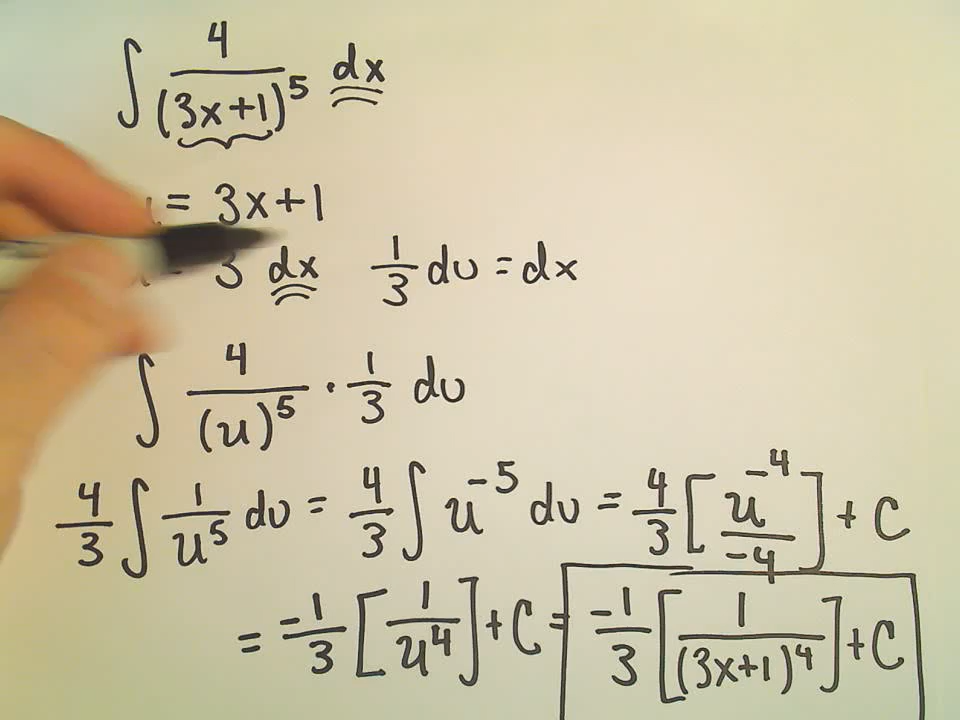 ∫ 4/(3x+1)^5 dx
= 3x+1
= 3 dx 1/3 du = dx
∫ 4/(u)^5 · 1/3 du
4/3 ∫ 1/u^5 du = 4/3 ∫ u^-5 du = 4/3 [u^-4/-4] + C
= -1/3 [1/u^4] + C = -1/3 [1/(3x+1)^4] + C